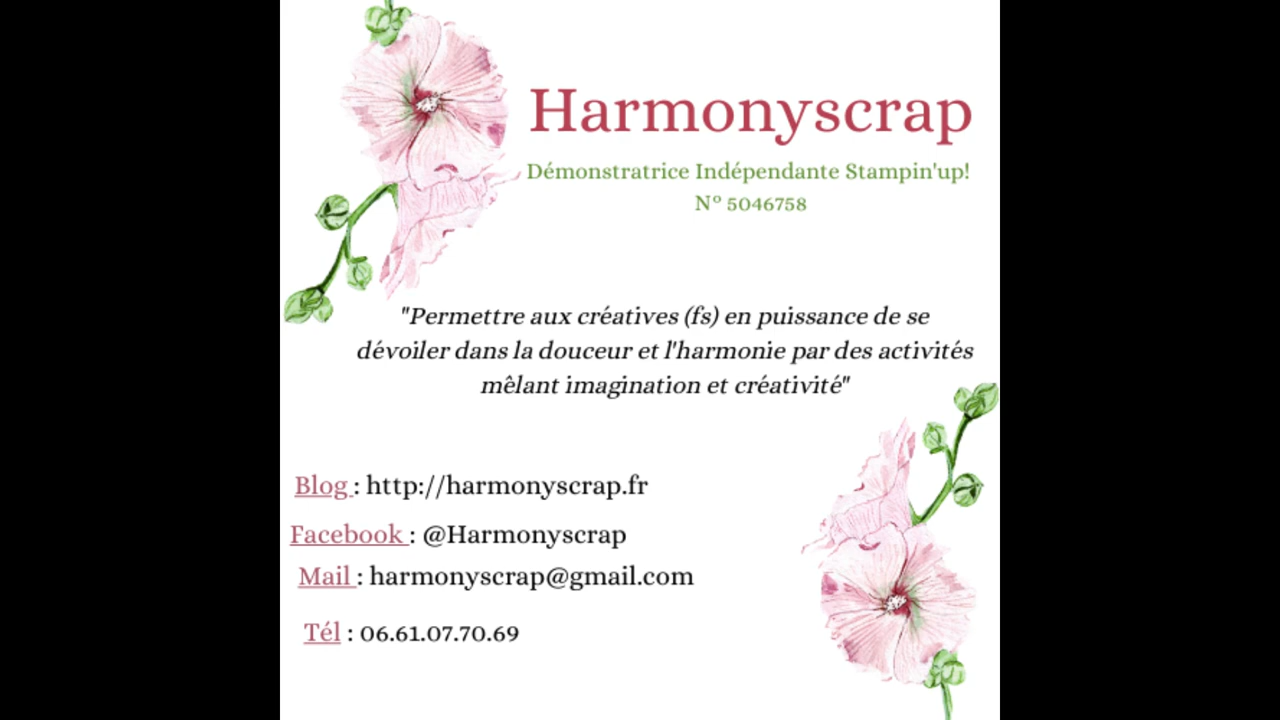 Harmonyscrap
Démonstratrice Indépendante Stampin'up!
N° 5046758
"Permettre aux créatives (fs) en puissance de se
dévoiler dans la douceur et l'harmonie par des activités
mêlant imagination et créativité"
Blog : http://harmonyscrap.fr
Facebook : @Harmonyscrap
Mail : harmonyscrap@gmail.com
Tél : 06.61.07.70.69